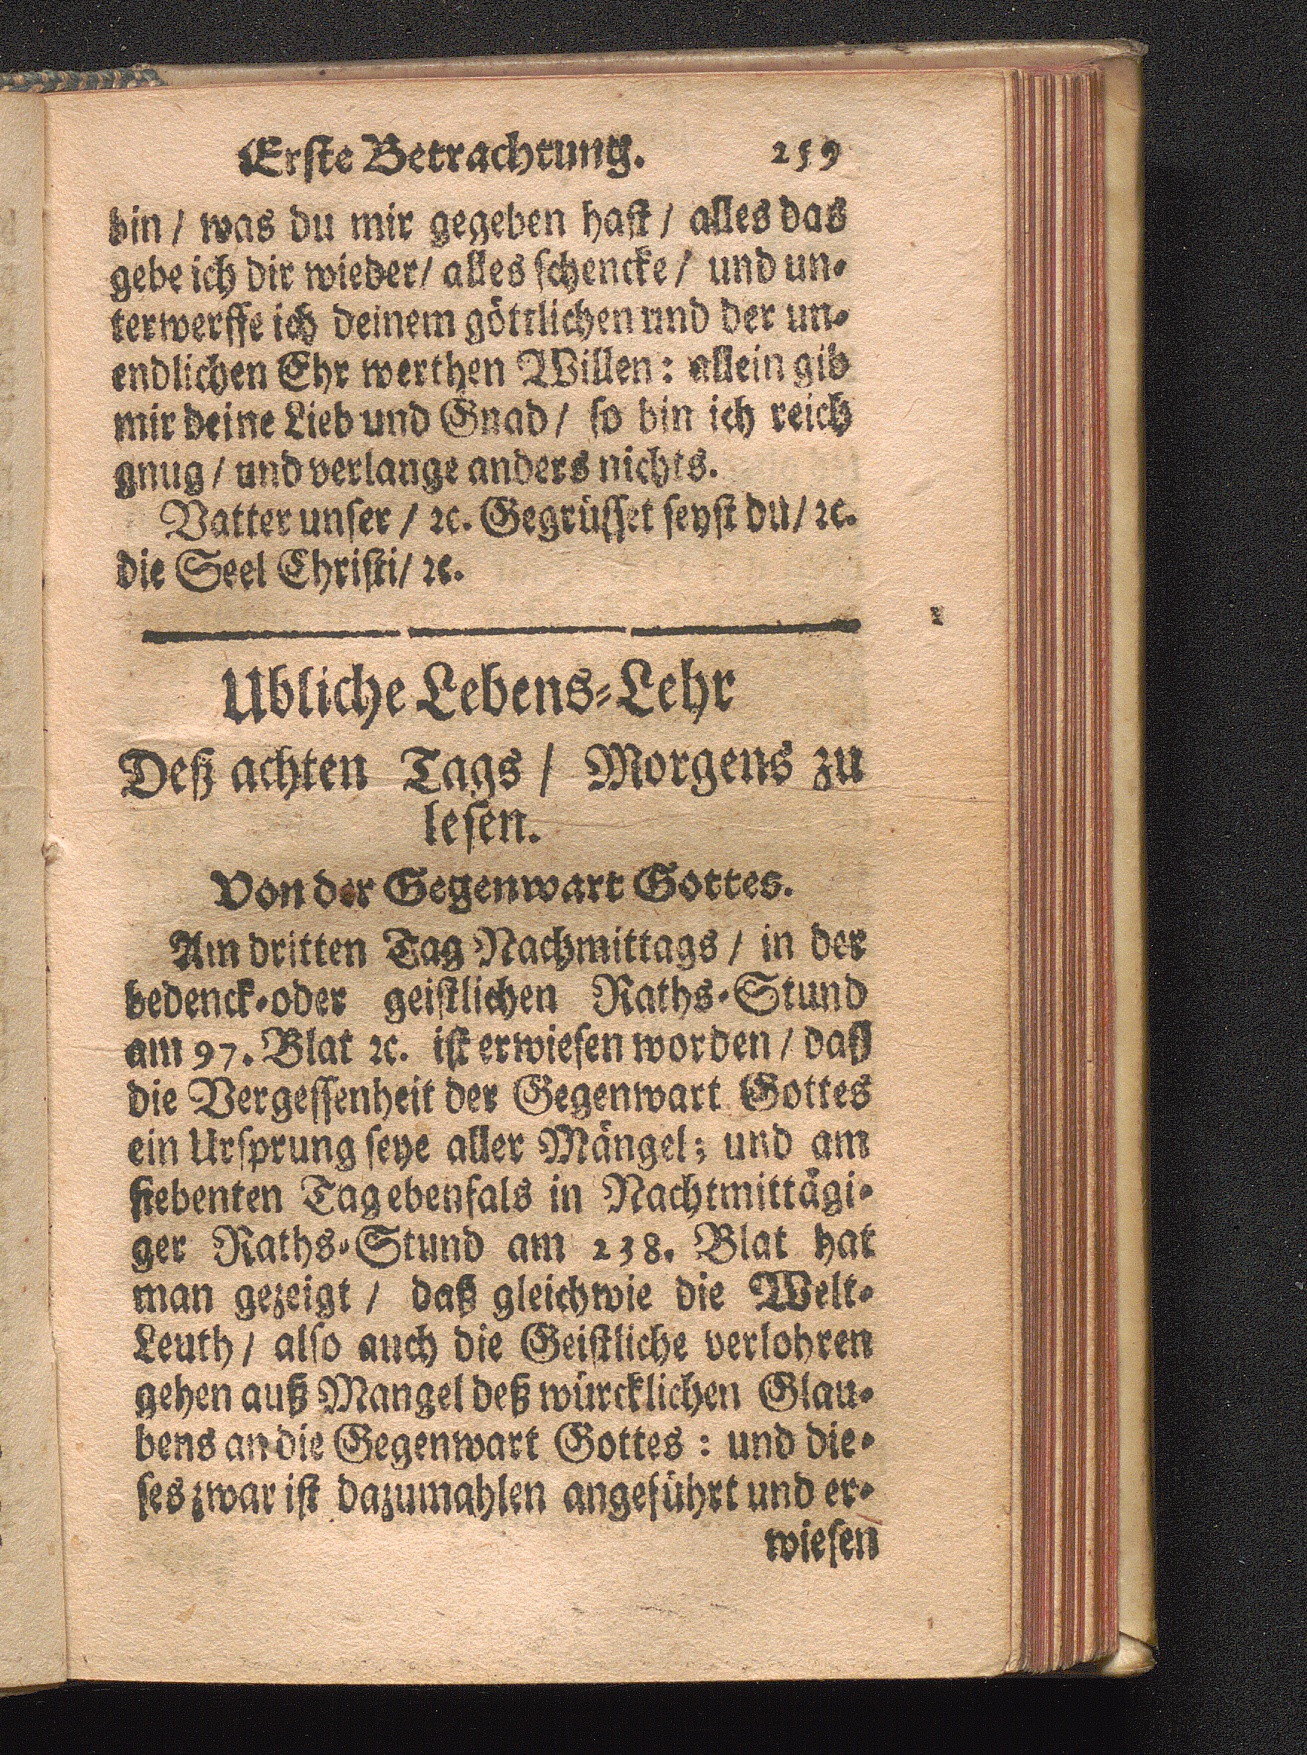 Erste Betrachtung. 259
bin / was du mir gegeben hast / alles das
gebe ich dir wieder / alles schencke / und un-
terwerffe ich deinem göttlichen und der un-
endlichen Ehr werthen Willen: allein gib
mir deine Lieb und Gnad / so bin ich reich
gnug / und verlange anders nichts.
Vatter unser / ꝛc. Gegrüsset seyst du / ꝛc.
die Seel Christi / ꝛc.
Ubliche Lebens-Lehr
Deß achten Tags / Morgens zu
lesen.
Von der Gegenwart Gottes.
Am dritten Tag Nachmittags / in der
bedenck-oder geistlichen Raths-Stund
am 97. Blat ꝛc. ist erwiesen worden / daß
die Vergessenheit der Gegenwart Gottes
ein Ursprung seye aller Mängel; und am
siebenten Tag ebenfals in Nachtmittägi-
ger Raths-Stund am 238. Blat hat
man gezeigt / daß gleichwie die Welt-
Leuth / also auch die Geistliche verlohren
gehen auß Mangel deß würcklichen Glau-
bens an die Gegenwart Gottes: und die-
ses zwar ist dazumahlen angeführt und er-
wiesen